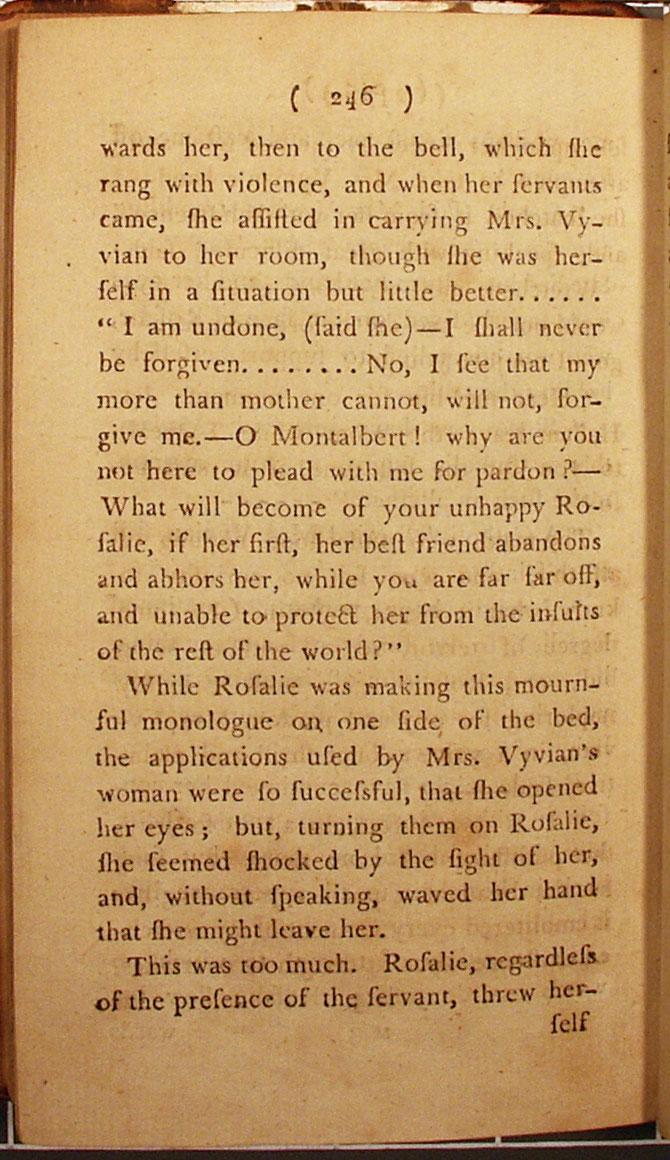 ( 246 )
wards her, then to the bell, which ſhe
rang with violence, and when her ſervants
came, ſhe aſſiſted in carrying Mrs. Vy-
vian to her room, though ſhe was her-
ſelf in a ſituation but little better......
“ I am undone, (ſaid ſhe)—I ſhall never
be forgiven........No, I ſee that my
more than mother cannot, will not, for-
give me.—O Montalbert! why are you
not here to plead with me for pardon?—
What will become of your unhappy Ro-
ſalie, if her firſt, her beſt friend abandons
and abhors her, while you are far far off,
and unable to protect her from the inſults
of the reſt of the world?”
While Roſalie was making this mourn-
ful monologue on one ſide of the bed,
the applications uſed by Mrs. Vyvian's
woman were ſo ſucceſsful, that ſhe opened
her eyes; but, turning them on Roſalie,
ſhe ſeemed ſhocked by the ſight of her,
and, without ſpeaking, waved her hand
that ſhe might leave her.
This was too much. Roſalie, regardleſs
of the preſence of the ſervant, threw her-
ſelf